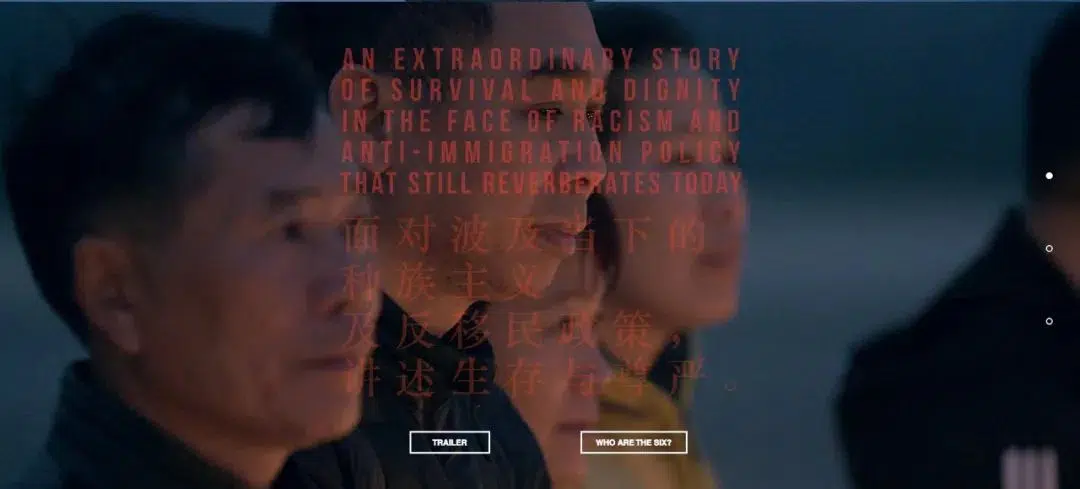 AN EXTRAORDINARY STORY
OF SURVIVAL AND DIGNITY
IN THE FACE OF RACISM AND
ANTI-IMMIGRATION POLICY
THAT STILL REVERBERATES TODAY
面对波及当下的
种族主义
及反移民政策，
讲述生存与尊严。
TRAILER
WHO ARE THE SIX?